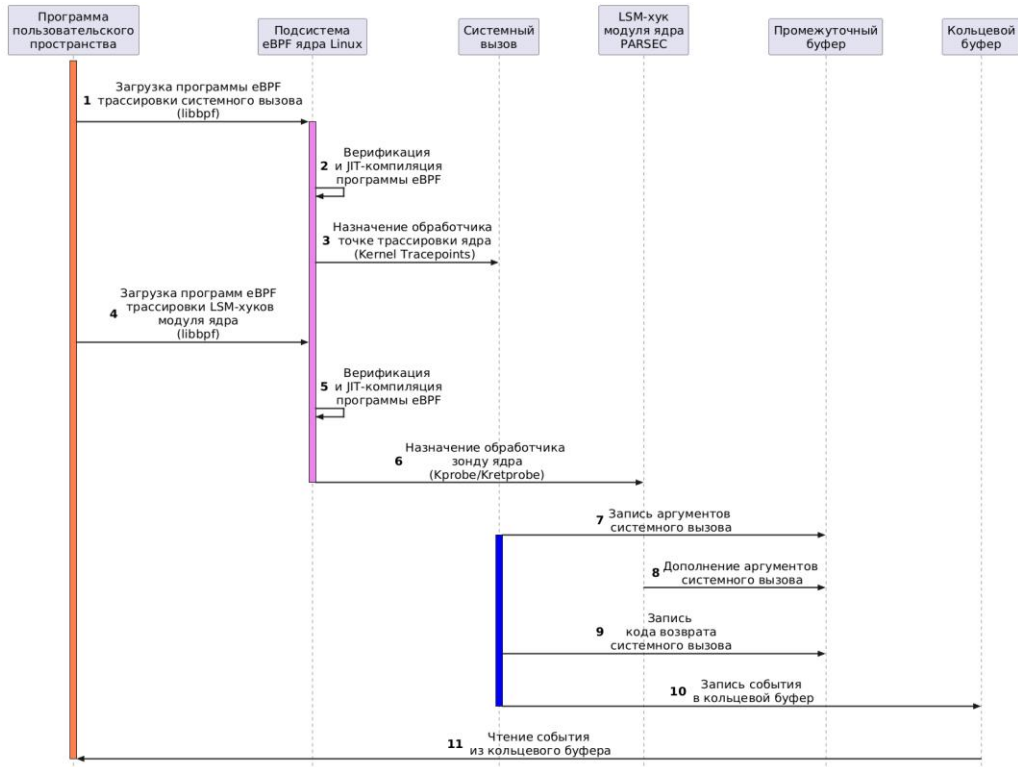 Программа
пользовательского
пространства
Подсистема
eBPF ядра Linux
Системный
вызов
LSM-хук
модуля ядра
PARSEC
Промежуточный
буфер
Кольцевой
буфер
Загрузка программы eBPF
1 трассировки системного вызова
(libbpf)
Верификация
2 и JIT-компиляция
программы eBPF
Назначение обработчика
3 точке трассировки ядра
(Kernel Tracepoints)
Загрузка программ eBPF
4 трассировки LSM-хуков
модуля ядра
(libbpf)
Верификация
5 и JIT-компиляция
программы eBPF
Назначение обработчика
6 зонду ядра
(Kprobe/Kretprobe)
7 Запись аргументов
системного вызова
8 Дополнение аргументов
системного вызова
Запись
9 кода возврата
системного вызова
10 Запись события
в кольцевой буфер
11 Чтение события
из кольцевого буфера